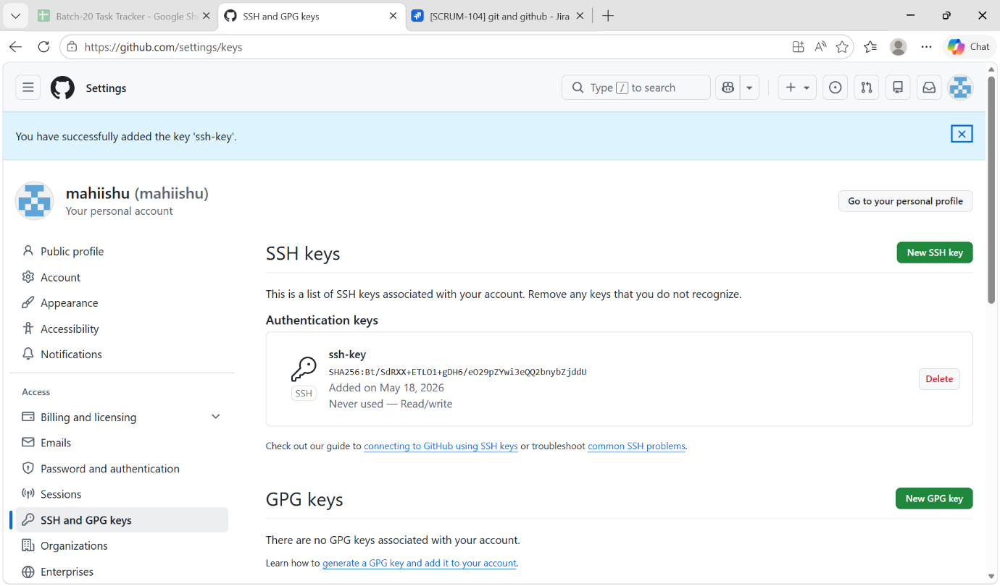 Batch-20 Task Tracker - Google She
SSH and GPG keys
[SCRUM-104] git and github - Jira
https://github.com/settings/keys
Chat
Settings
Type / to search
You have successfully added the key 'ssh-key'.
mahiishu (mahiishu)
Your personal account
Go to your personal profile
Public profile
Account
Appearance
Accessibility
Notifications
Access
Billing and licensing
Emails
Password and authentication
Sessions
SSH and GPG keys
Organizations
Enterprises
SSH keys
New SSH key
This is a list of SSH keys associated with your account. Remove any keys that you do not recognize.
Authentication keys
ssh-key
SHA256:Bt/SdRXX+ETLO1+gDH6/eO29pZYwi3eQQ2bnybZjddU
Added on May 18, 2026
Never used — Read/write
SSH
Delete
Check out our guide to connecting to GitHub using SSH keys or troubleshoot common SSH problems.
GPG keys
New GPG key
There are no GPG keys associated with your account.
Learn how to generate a GPG key and add it to your account.